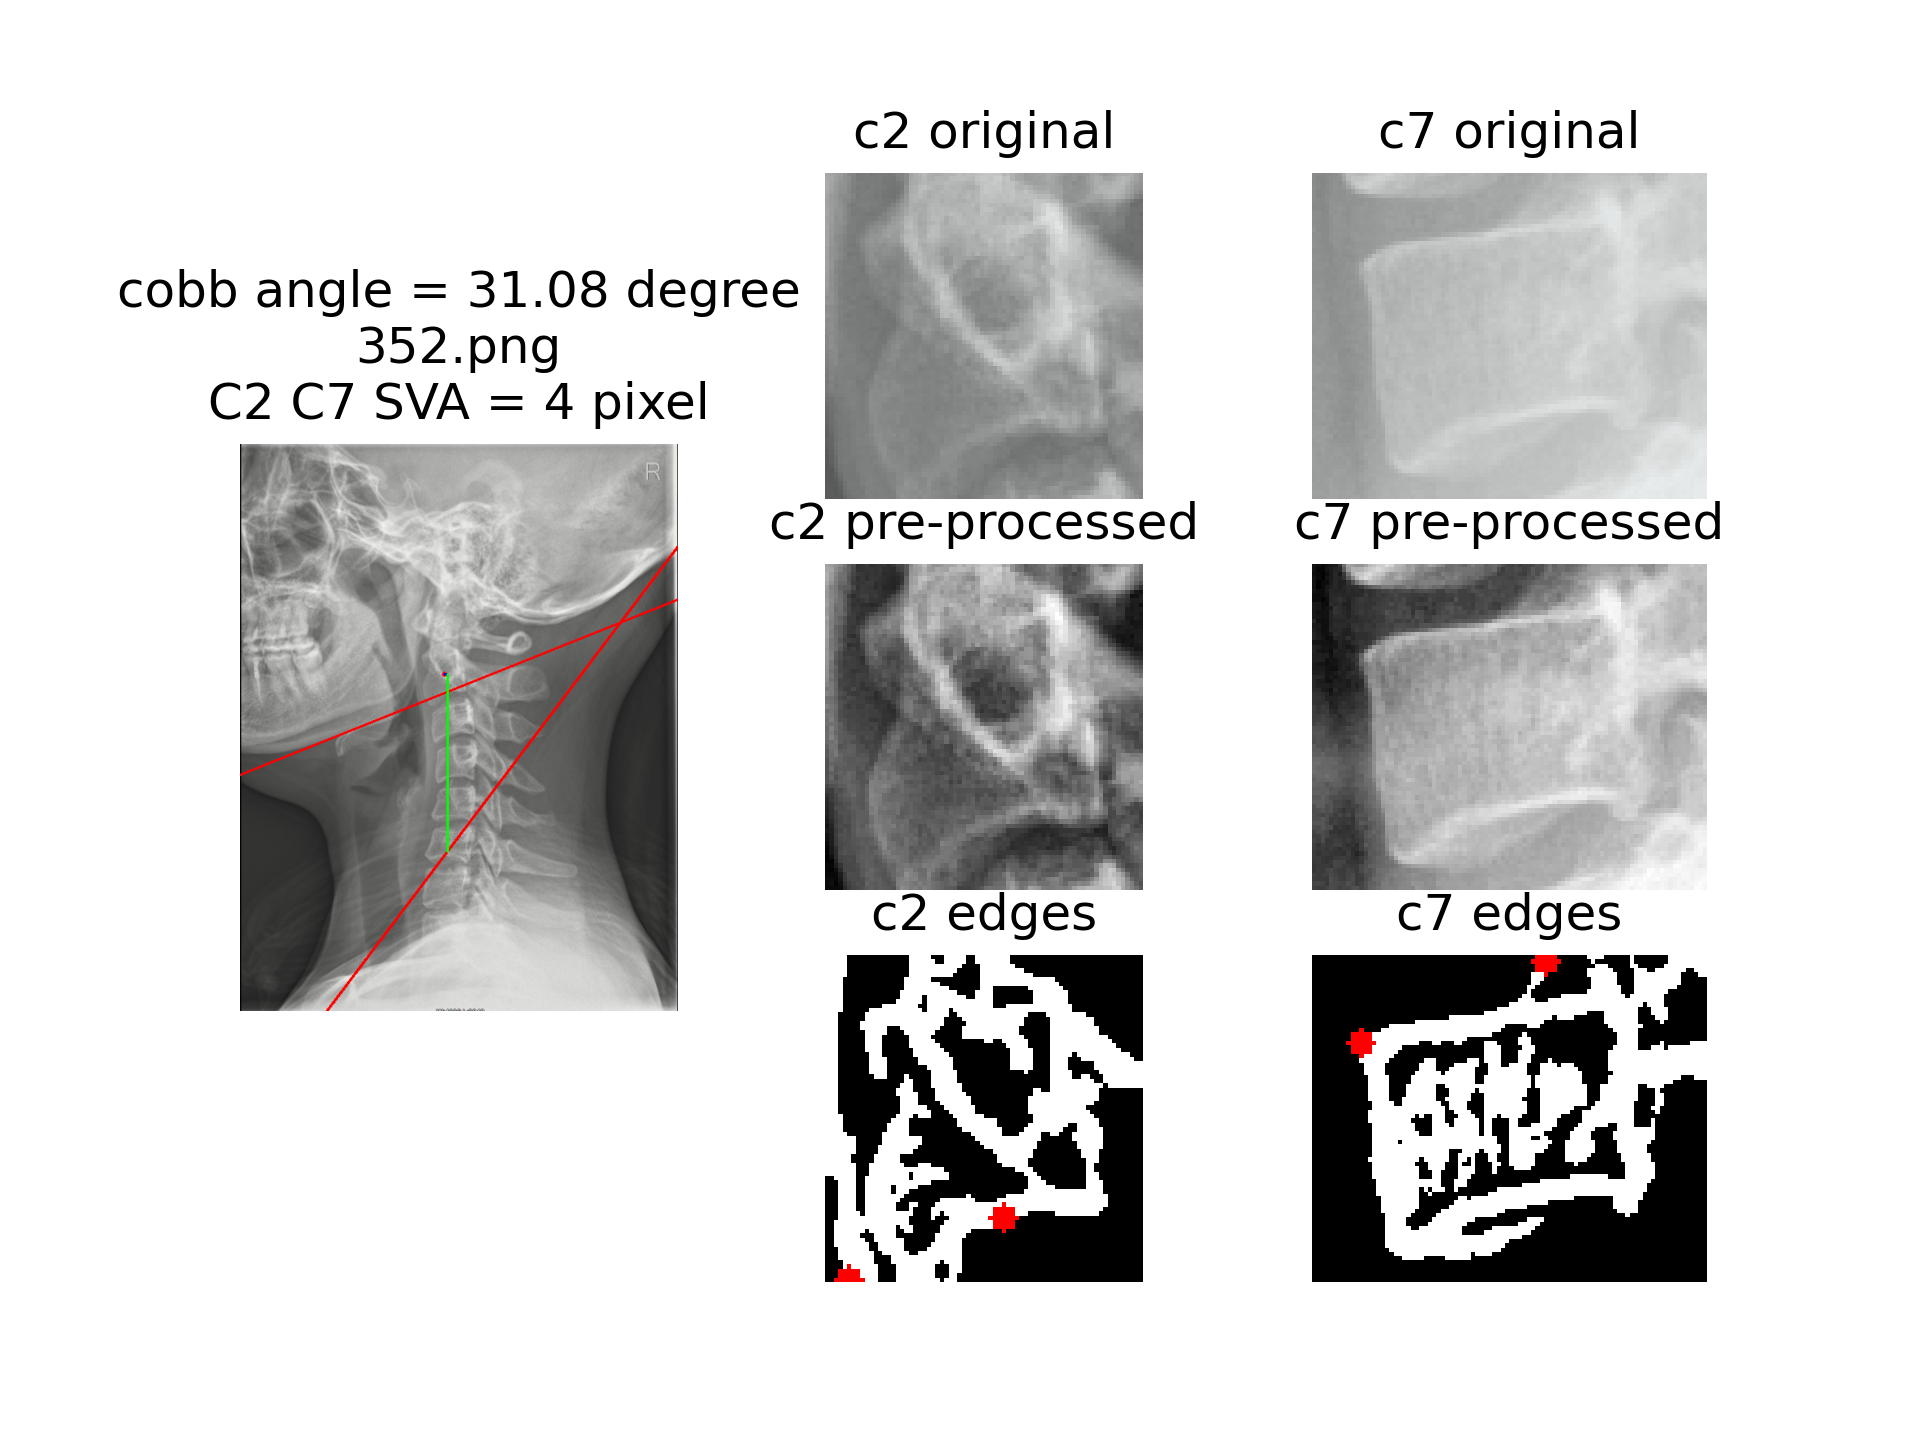 cobb angle = 31.08 degree
352.png
C2 C7 SVA = 4 pixel
R
c2 original
c7 original
c2 pre-processed
c7 pre-processed
c2 edges
c7 edges